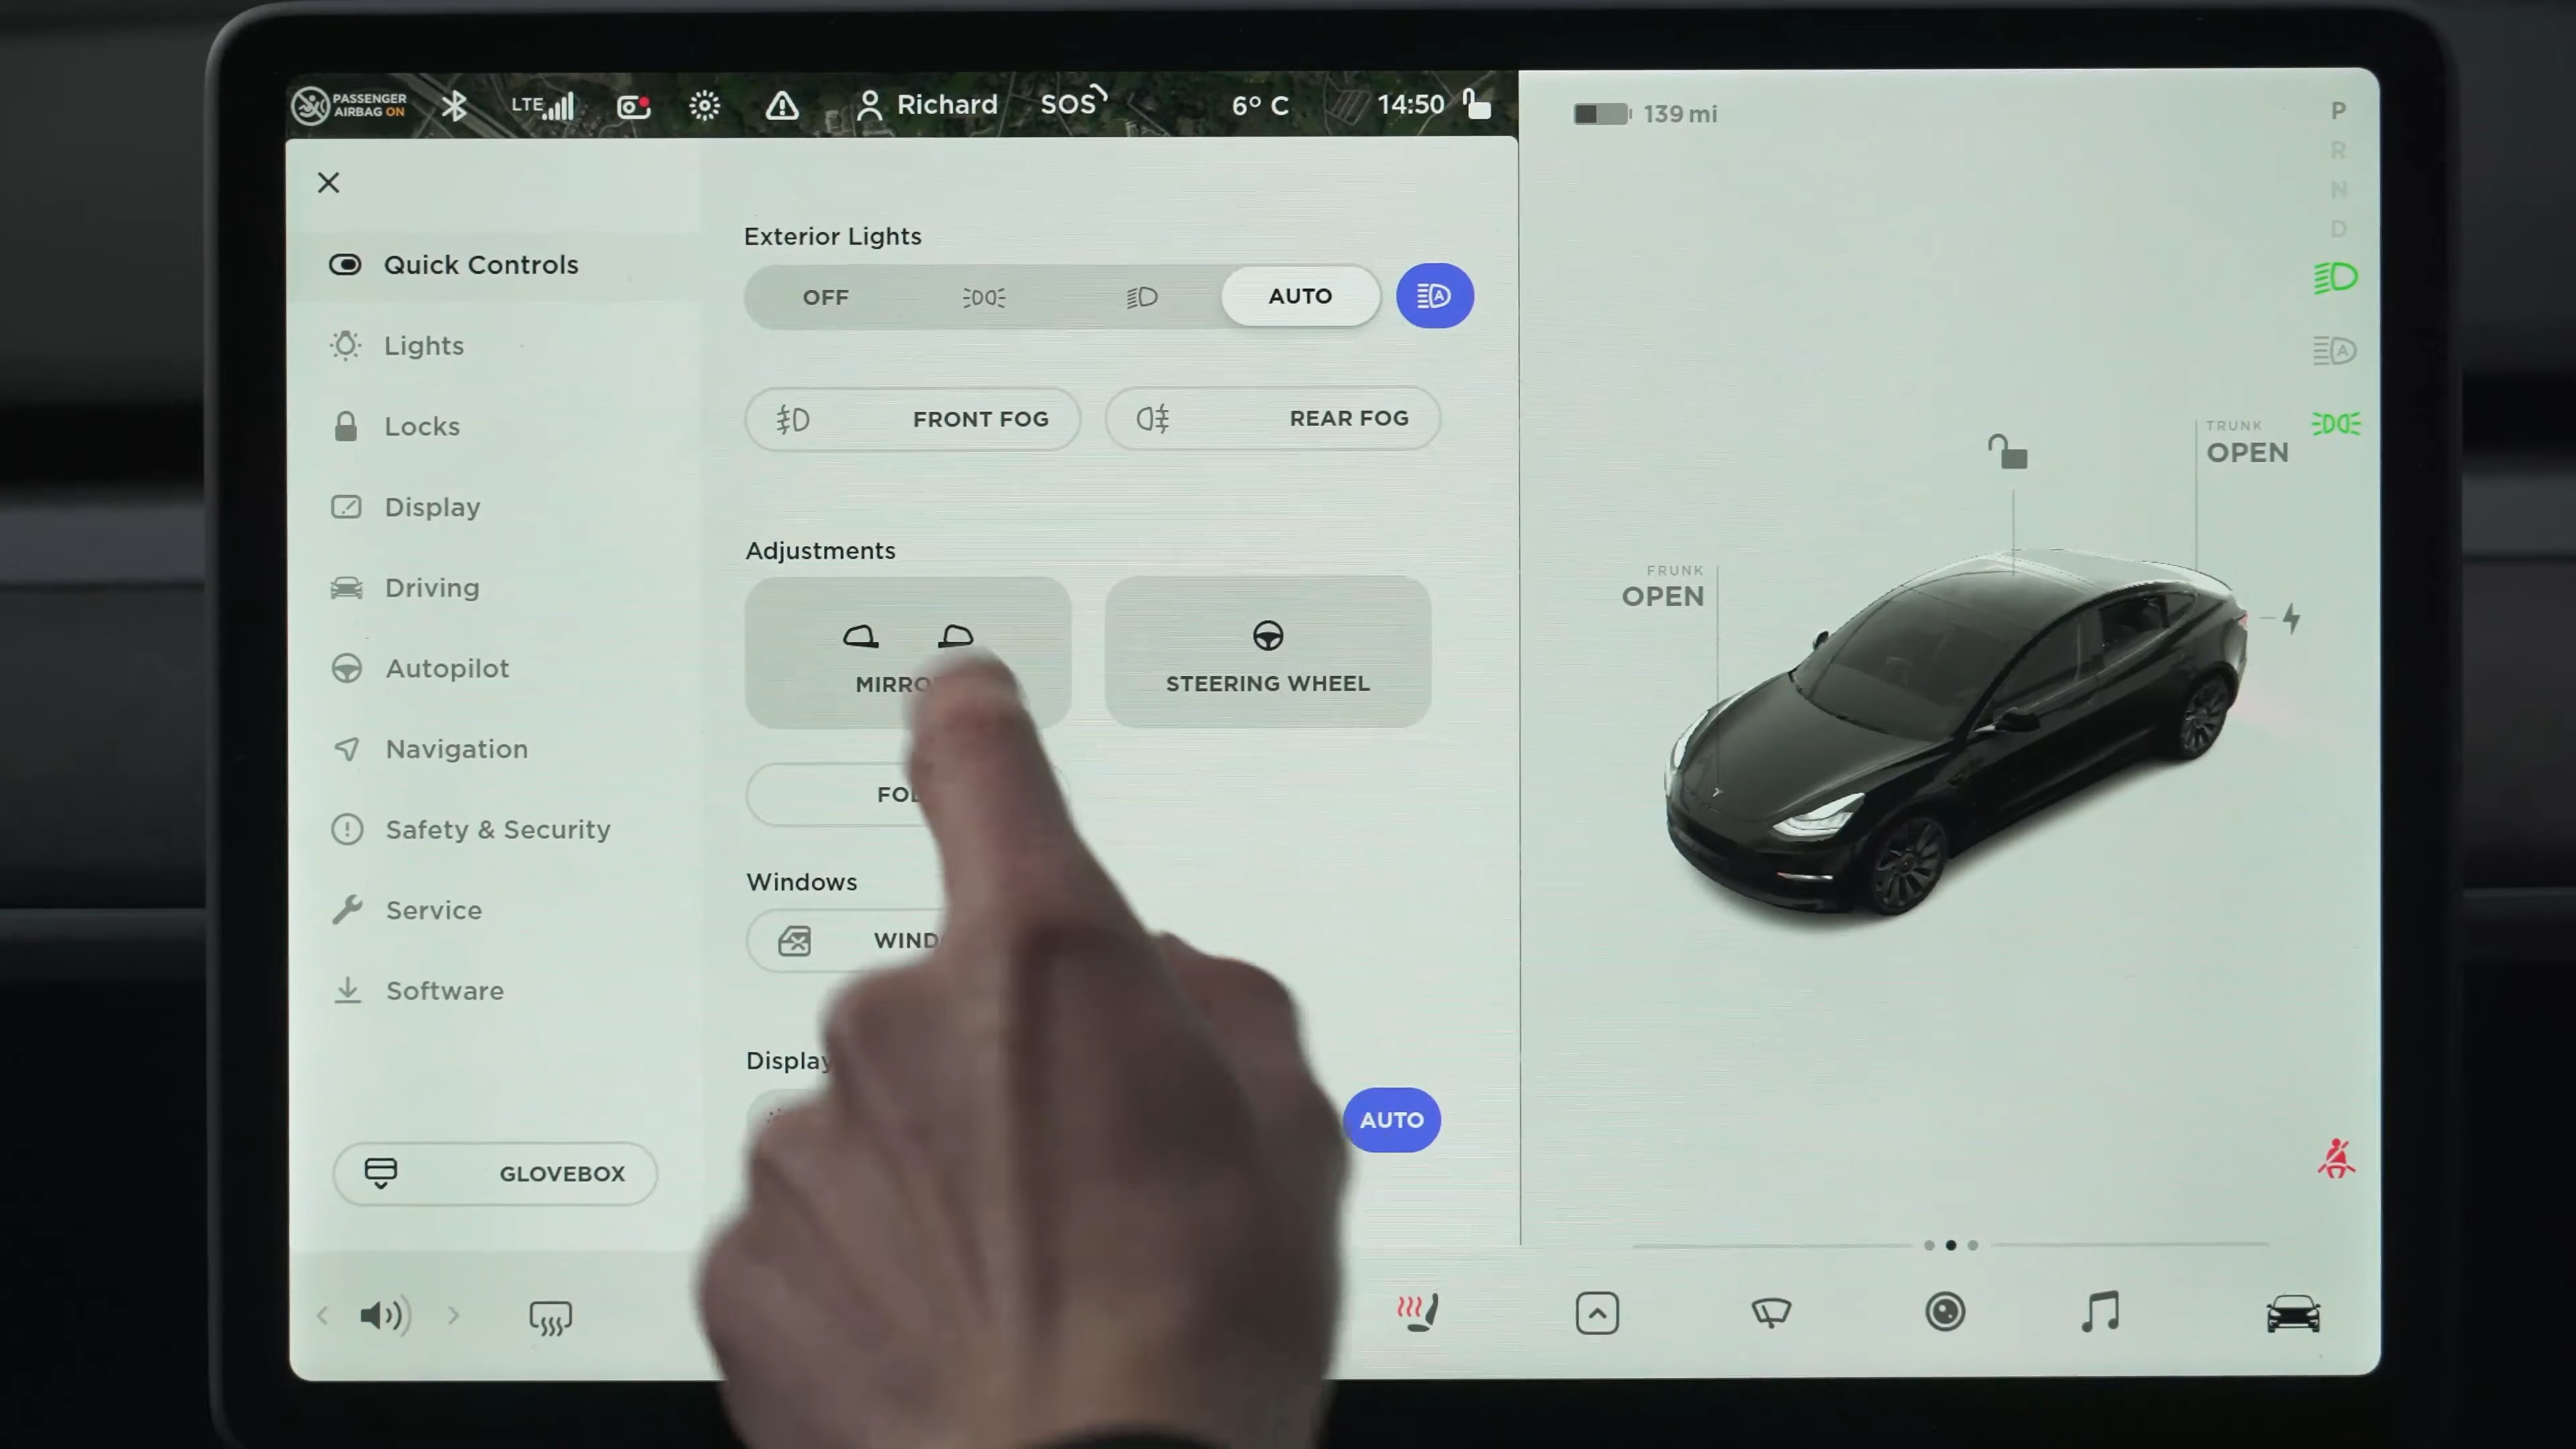 PASSENGER
AIRBAG ON
LTE
Richard
SOS
6° C
14:50
Quick Controls
Lights
Locks
Display
Driving
Autopilot
Navigation
Safety & Security
Service
Software
GLOVEBOX
Exterior Lights
OFF
AUTO
A
FRONT FOG
REAR FOG
Adjustments
STEERING WHEEL
Windows
Display
AUTO
139 mi
P
R
N
D
A
TRUNK
OPEN
FRUNK
OPEN